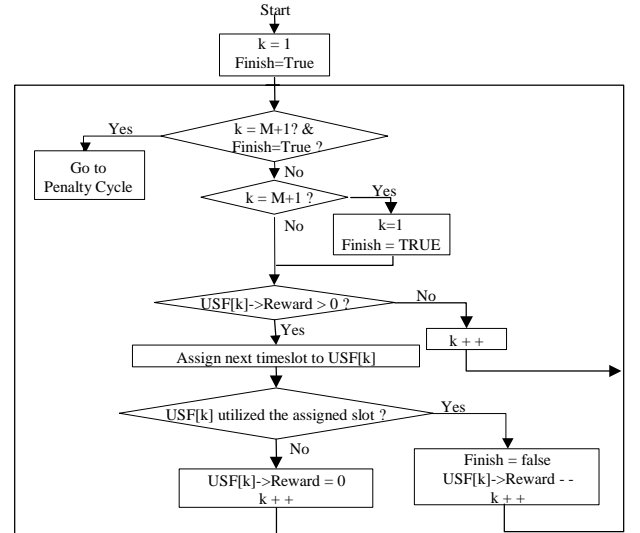 Start
k = 1
Finish=True
k = M+1? &
Finish=True ?
Yes
Go to
Penalty Cycle
No
k = M+1 ?
Yes
k=1
Finish = TRUE
No
USF[k]->Reward > 0 ?
No
k + +
Yes
Assign next timeslot to USF[k]
USF[k] utilized the assigned slot ?
Yes
No
USF[k]->Reward = 0
k + +
Finish = false
USF[k]->Reward - -
k + +